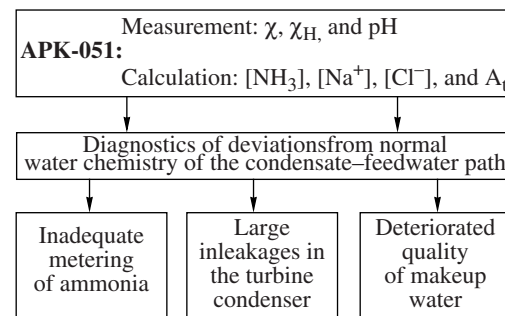 Measurement: χ, χH, and pH
APK-051:
Calculation: [NH3], [Na+], [Cl–], and At
Diagnostics of deviationsfrom normal
water chemistry of the condensate–feedwater path
Inadequate
metering
of ammonia
Large
inleakages in
the turbine
condenser
Deteriorated
quality
of makeup
water